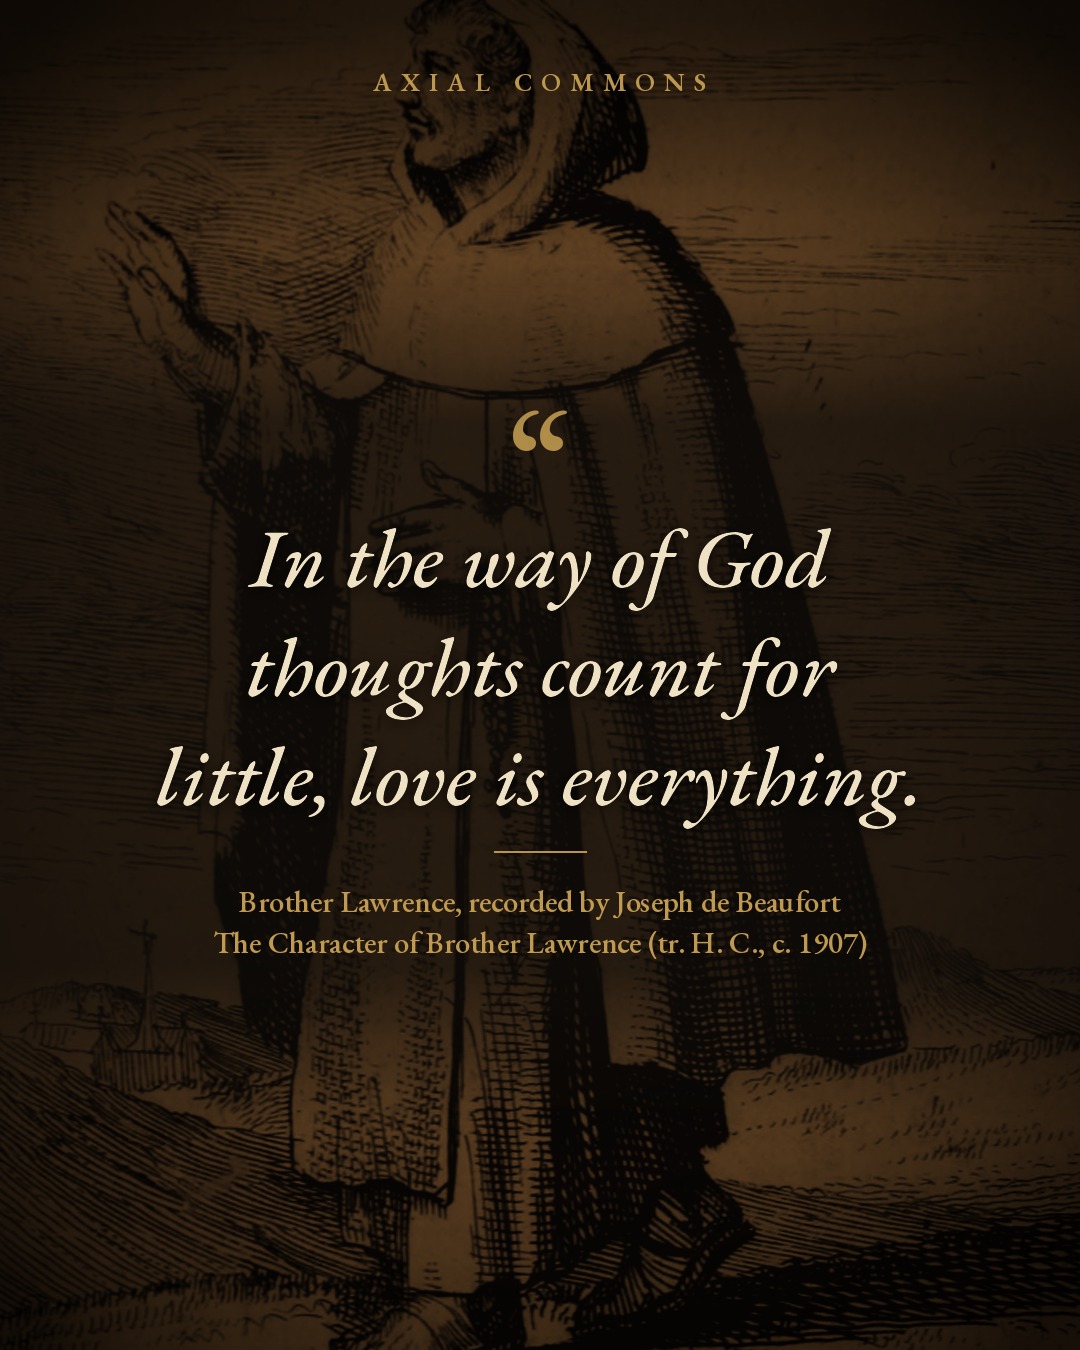 AXIAL COMMONS
“
In the way of God
thoughts count for
little, love is everything.
Brother Lawrence, recorded by Joseph de Beaufort
The Character of Brother Lawrence (tr. H. C., c. 1907)